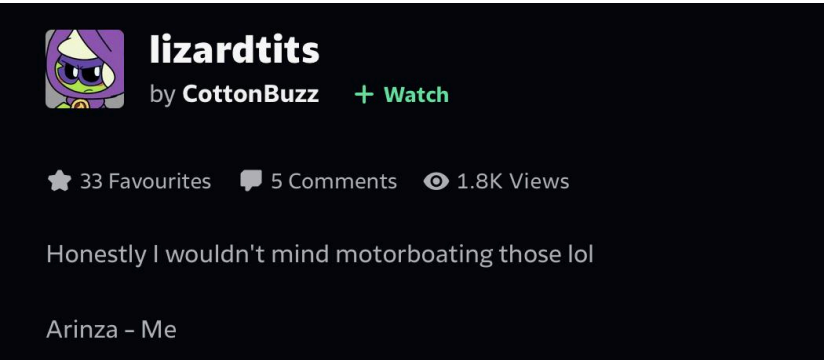 lizardtits
by CottonBuzz + Watch
33 Favourites 5 Comments 1.8K Views
Honestly I wouldn't mind motorboating those lol
Arinza - Me